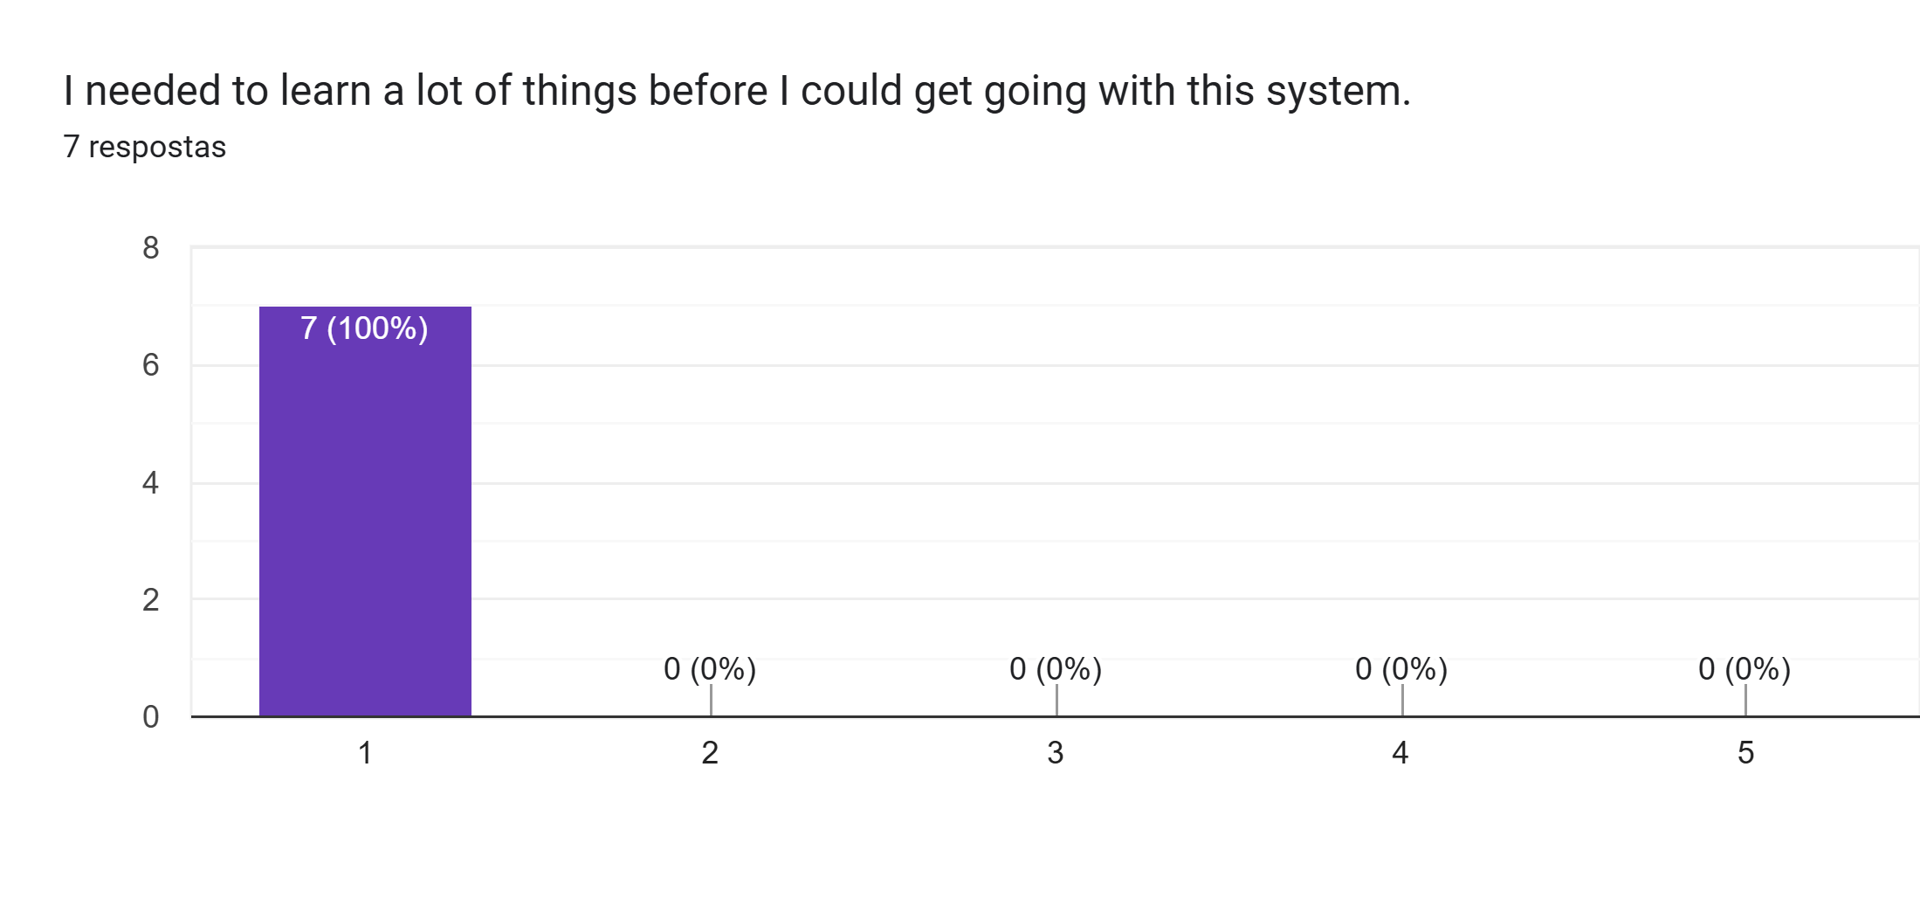 I needed to learn a lot of things before I could get going with this system.
7 respostas
8
7 (100%)
6
4
2
0 (0%) 0 (0%) 0 (0%) 0 (0%)
0
1 2 3 4 5